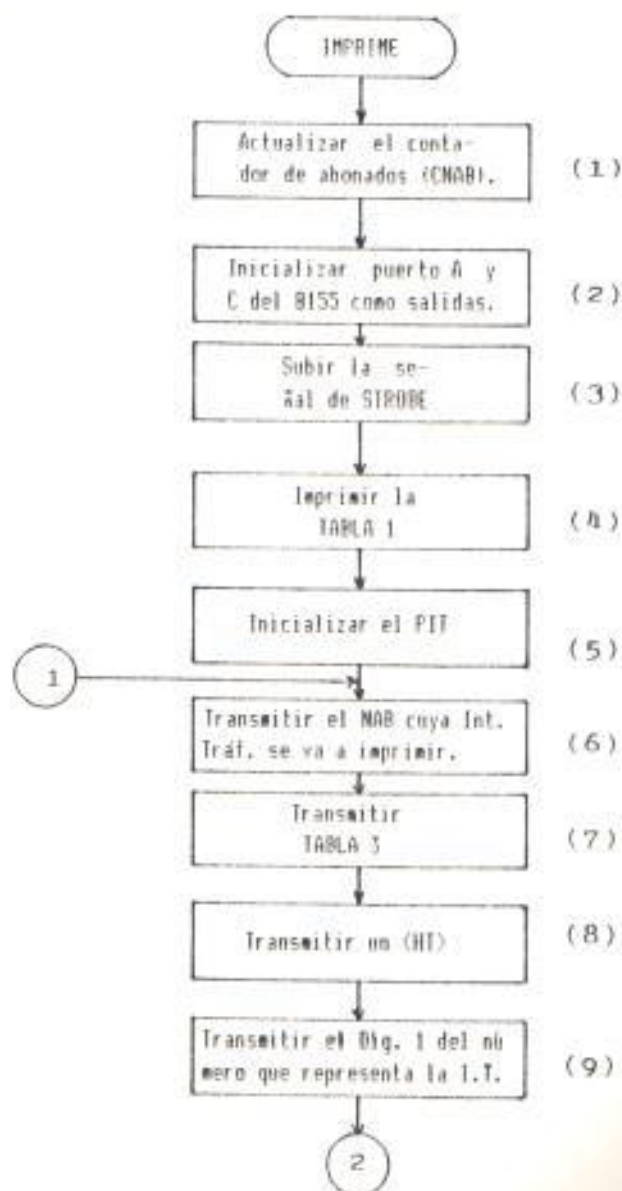 IMPRIME
Actualizar el conta-
dor de abonados (CNAB).
(1)
Inicializar puerto A y
C del 8155 como salidas.
(2)
Subir la se-
ñal de STROBE
(3)
Imprimir la
TABLA 1
(4)
Inicializar el PIT
(5)
1
Transmitir el NAB cuya Int.
Tráf. se va a imprimir.
(6)
Transmitir
TABLA 3
(7)
Transmitir un (HT)
(8)
Transmitir el Dig. 1 del nú
mero que representa la I.T.
(9)
2